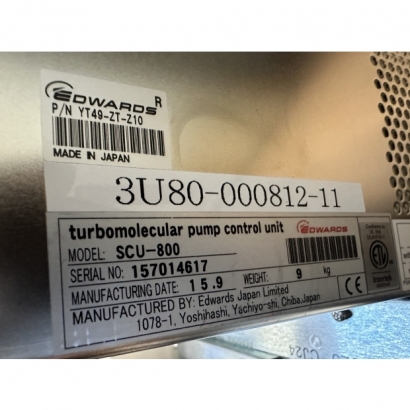 EDWARDS R
P/N YT49-ZT-Z10
MADE IN JAPAN
3U80-000812-11
turbomolecular pump control unit EDWARDS
MODEL: SCU-800
SERIAL NO: 157014617
MANUFACTURING DATE: 15.9 WEIGHT: 9 kg
MANUFACTURED BY: Edwards Japan Limited
1078-1, Yoshihashi, Yachiyo-shi, Chiba, Japan
CE